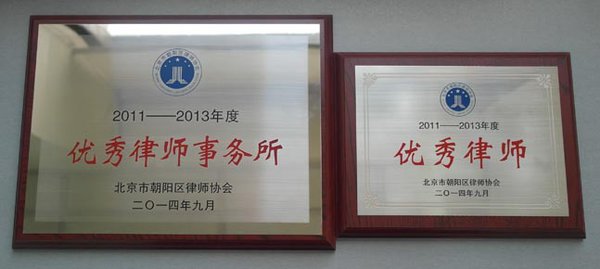 2011——2013年度
优秀律师事务所
北京市朝阳区律师协会
二〇一四年九月
2011——2013年度
优秀律师
北京市朝阳区律师协会
二〇一四年九月